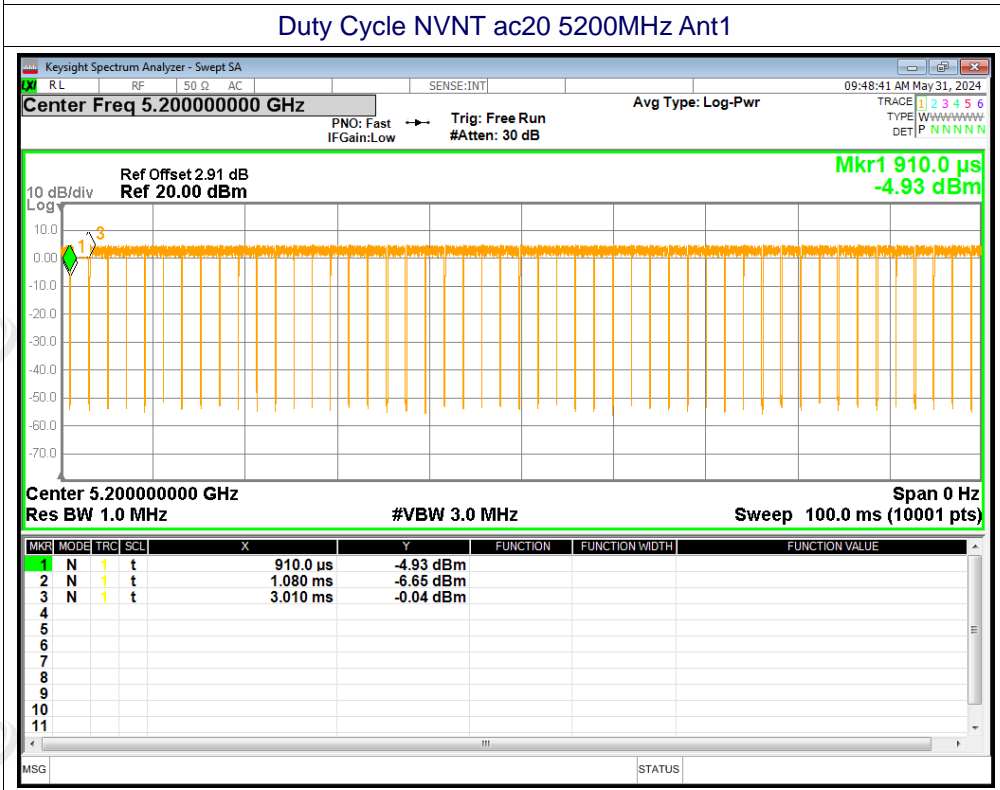 Duty Cycle NVNT ac20 5200MHz Ant1
Keysight Spectrum Analyzer - Swept SA
LXI RL RF 50 Ω AC SENSE:INT 09:48:41 AM May 31, 2024
Center Freq 5.200000000 GHz Avg Type: Log-Pwr TRACE 1 2 3 4 5 6
PNO: Fast Trig: Free Run TYPE WWWWWW
IFGain:Low #Atten: 30 dB DET P N N N N N
Mkr1 910.0 µs
-4.93 dBm
Ref Offset 2.91 dB
10 dB/div Ref 20.00 dBm
Log
10.0
0.00
-10.0
-20.0
-30.0
-40.0
-50.0
-60.0
-70.0
1
3
Center 5.200000000 GHz Span 0 Hz
Res BW 1.0 MHz #VBW 3.0 MHz Sweep 100.0 ms (10001 pts)
MKR MODE TRC SCL X Y FUNCTION FUNCTION WIDTH FUNCTION VALUE
1 N 1 t 910.0 µs -4.93 dBm
2 N 1 t 1.080 ms -6.65 dBm
3 N 1 t 3.010 ms -0.04 dBm
4
5
6
7
8
9
10
11
MSG STATUS